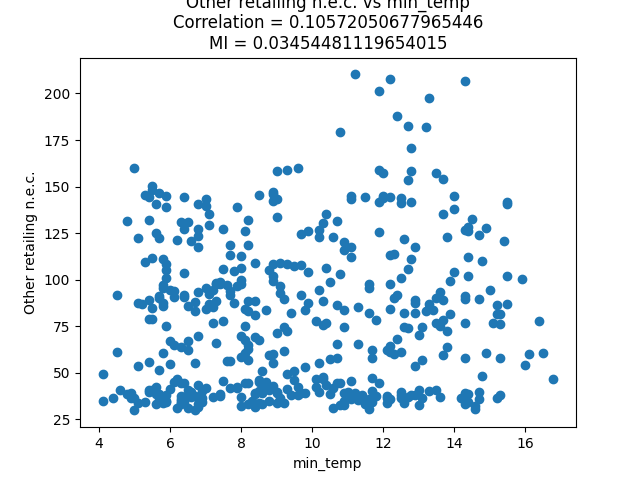 Other retailing n.e.c. vs min_temp
Correlation = 0.10572050677965446
MI = 0.03454481119654015
200
175
150
125
100
75
50
25
Other retailing n.e.c.
4 6 8 10 12 14 16
min_temp